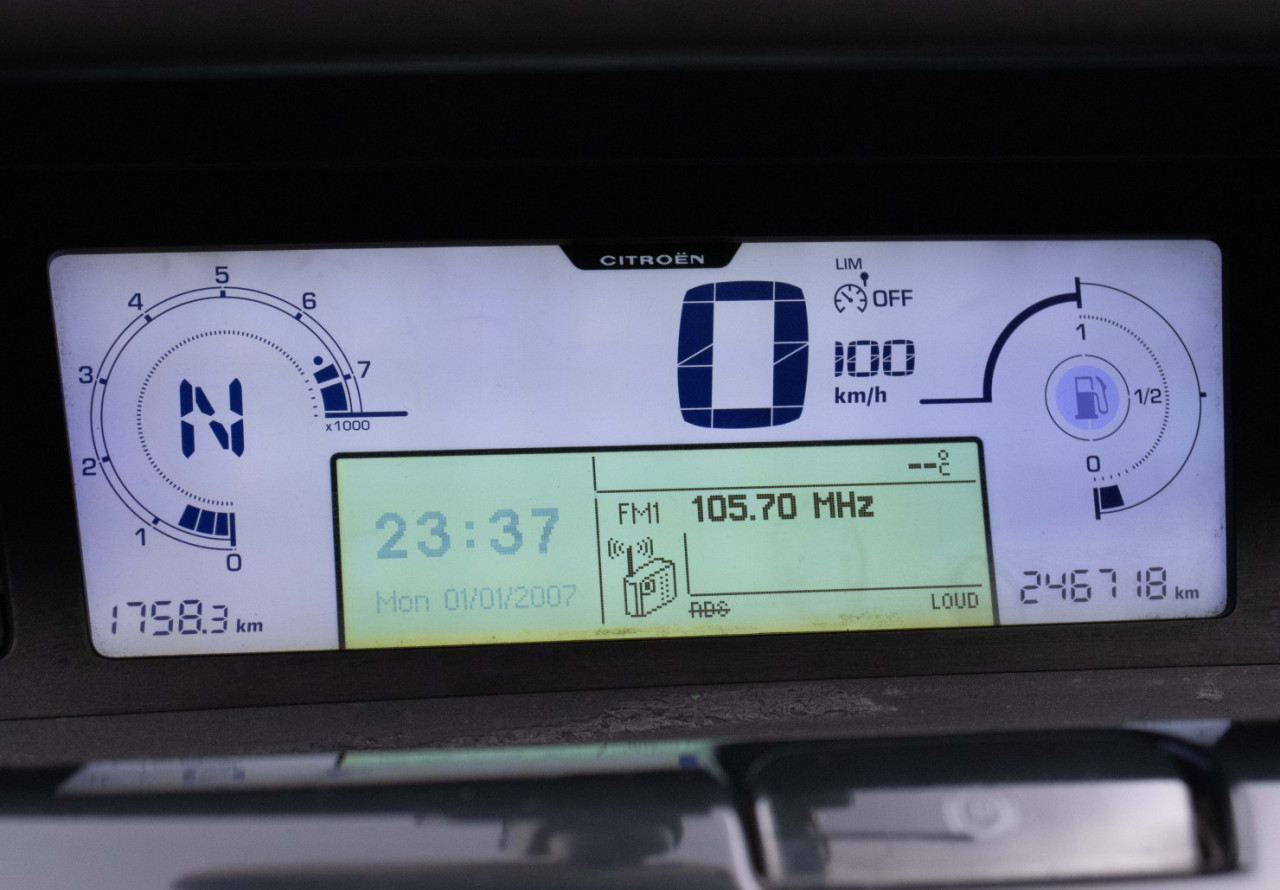 CITROËN
5
4
6
3
7
2
1
0
x1000
N
0
LIM
OFF
100
km/h
1
1/2
0
1758.3 km
23:37
Mon 01/01/2007
--°C
FM1 105.70 MHz
RDS
LOUD
246718 km